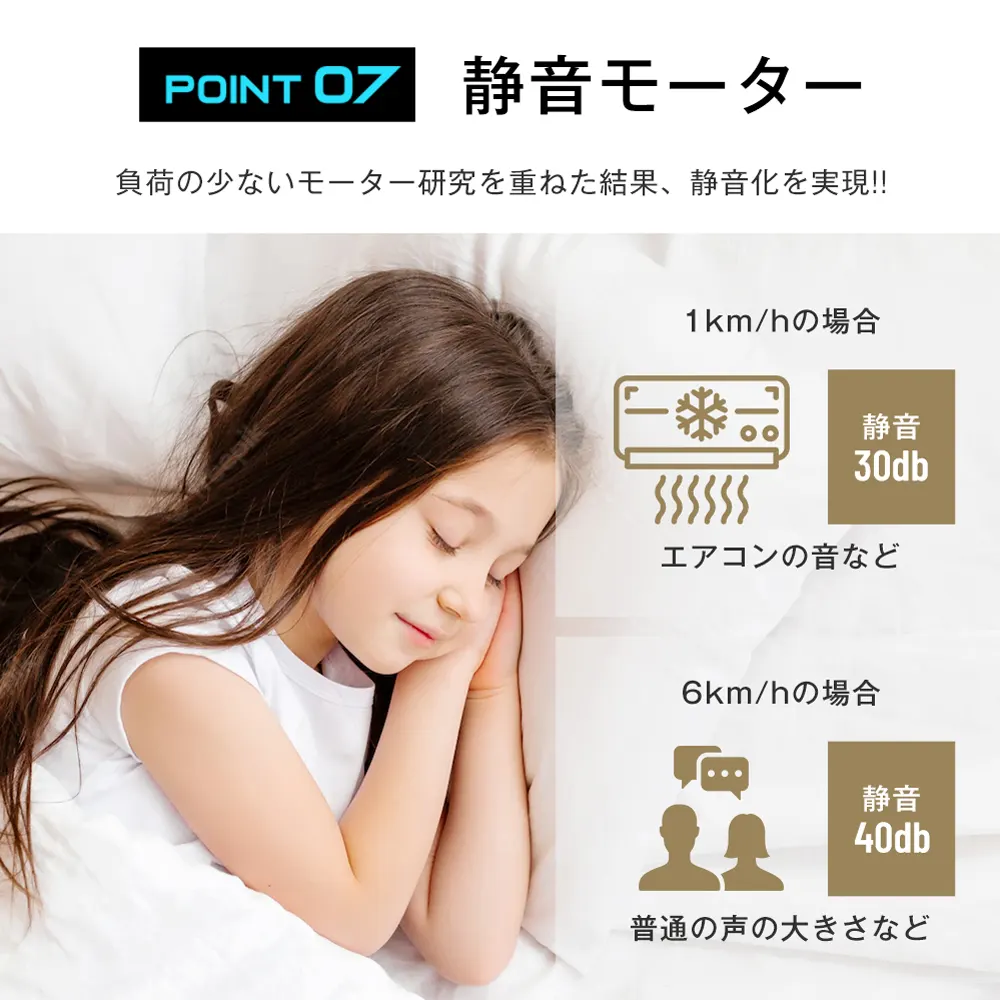 POINT 07
静音モーター
負荷の少ないモーター研究を重ねた結果、静音化を実現!!
1km/hの場合
静音
30db
エアコンの音など
6km/hの場合
静音
40db
普通の声の大きさなど